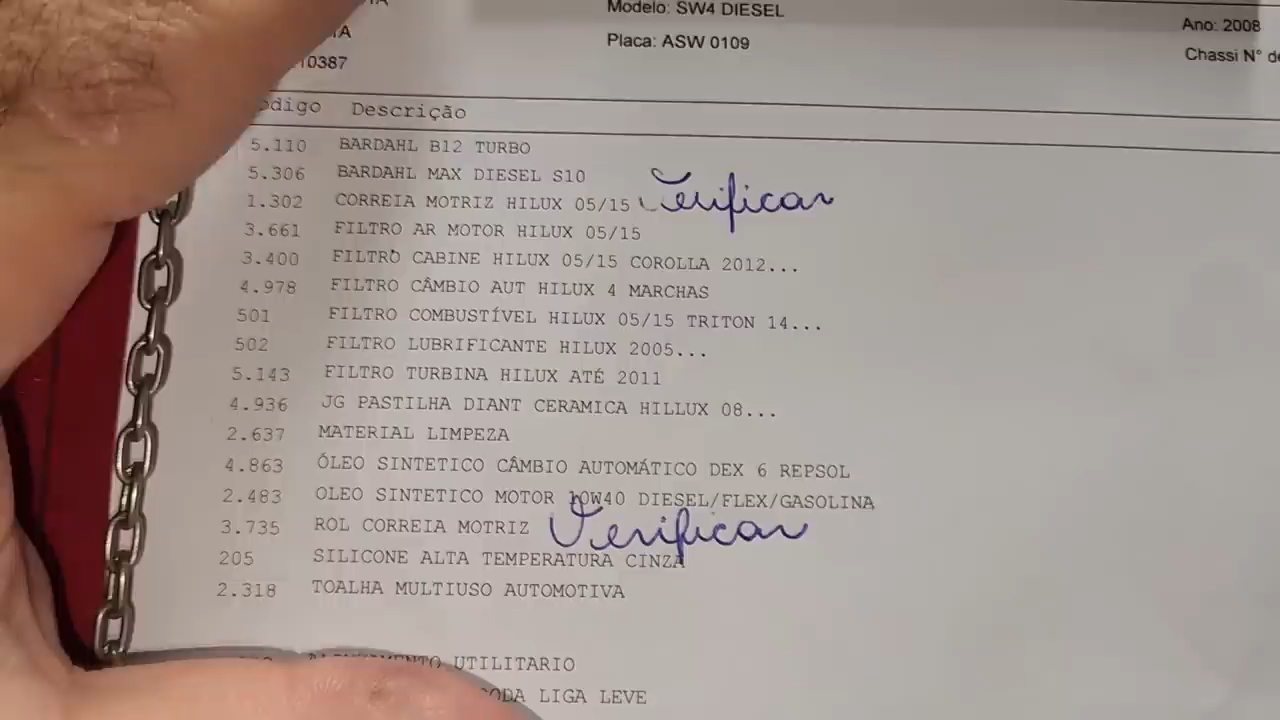 Modelo: SW4 DIESEL
Ano: 2008
Placa: ASW 0109
Chassi N°
10387
Descrição
5.110 BARDAHL B12 TURBO
5.306 BARDAHL MAX DIESEL S10
1.302 CORREIA MOTRIZ HILUX 05/15 Verificar
3.661 FILTRO AR MOTOR HILUX 05/15
3.400 FILTRO CABINE HILUX 05/15 COROLLA 2012...
4.978 FILTRO CÂMBIO AUT HILUX 4 MARCHAS
501 FILTRO COMBUSTÍVEL HILUX 05/15 TRITON 14...
502 FILTRO LUBRIFICANTE HILUX 2005...
5.143 FILTRO TURBINA HILUX ATÉ 2011
4.936 JG PASTILHA DIANT CERAMICA HILLUX 08...
2.637 MATERIAL LIMPEZA
4.863 ÓLEO SINTETICO CÂMBIO AUTOMÁTICO DEX 6 REPSOL
2.483 OLEO SINTETICO MOTOR 10W40 DIESEL/FLEX/GASOLINA
3.735 ROL CORREIA MOTRIZ Verificar
205 SILICONE ALTA TEMPERATURA CINZA
2.318 TOALHA MULTIUSO AUTOMOTIVA
UTILITARIO
LIGA LEVE